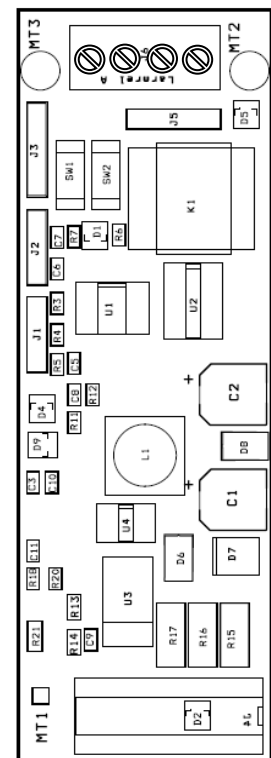 MT3
MT2
J5
D5
J3
SW1
SW2
K1
J2
C7
R7
D1
R6
C6
U1
U2
R3
J1
R4
R5
C5
C8
R12
C2
D4
R11
D9
L1
D8
C3
C10
C1
U4
C11
D6
D7
R18
R20
U3
R13
R21
R14
C9
R17
R16
R15
MT1
D2
J4